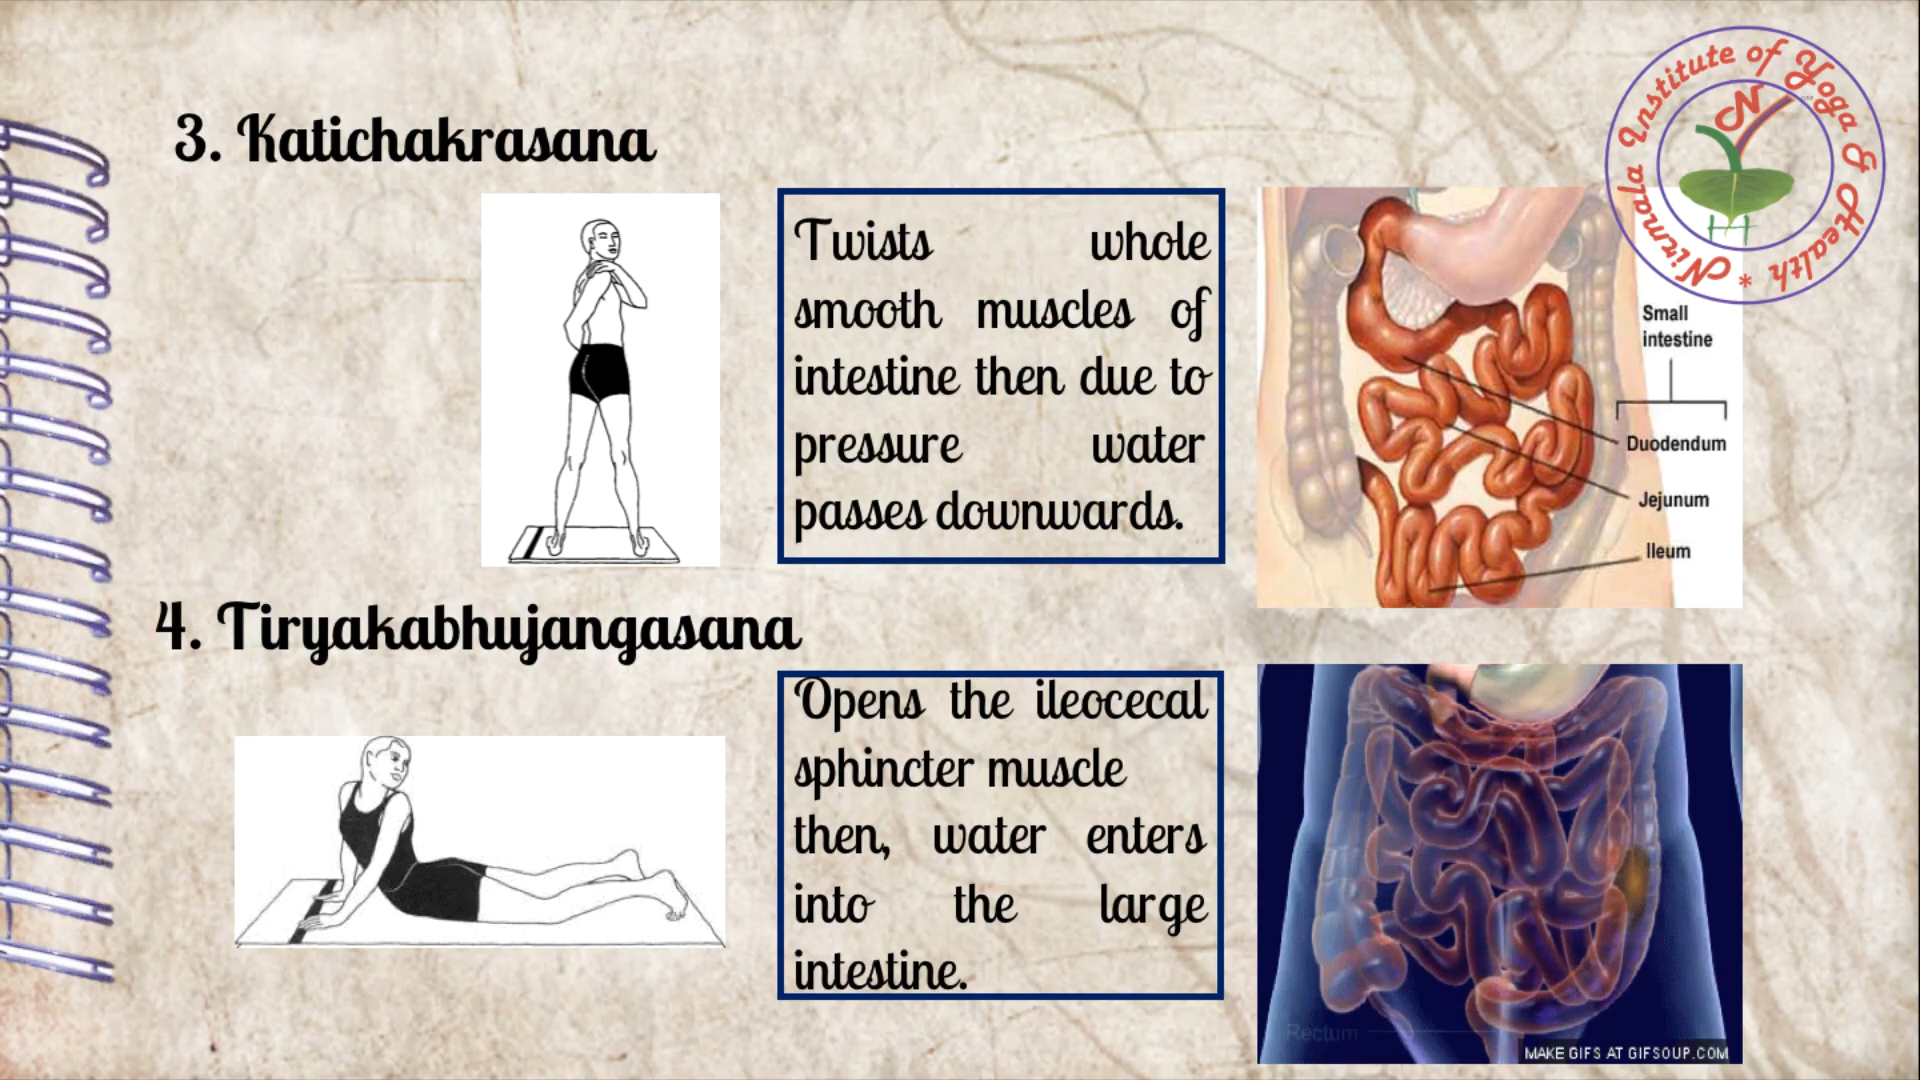 3. Katichakrasana
Twists whole
smooth muscles of
intestine then due to
pressure water
passes downwards.
Nirmala Institute of Yoga & Health *
N
H
Small
intestine
Duodendum
Jejunum
Ileum
4. Tiryakabhujangasana
Opens the ileocecal
sphincter muscle
then, water enters
into the large
intestine.
Rectum
MAKE GIFS AT GIFSOUP.COM